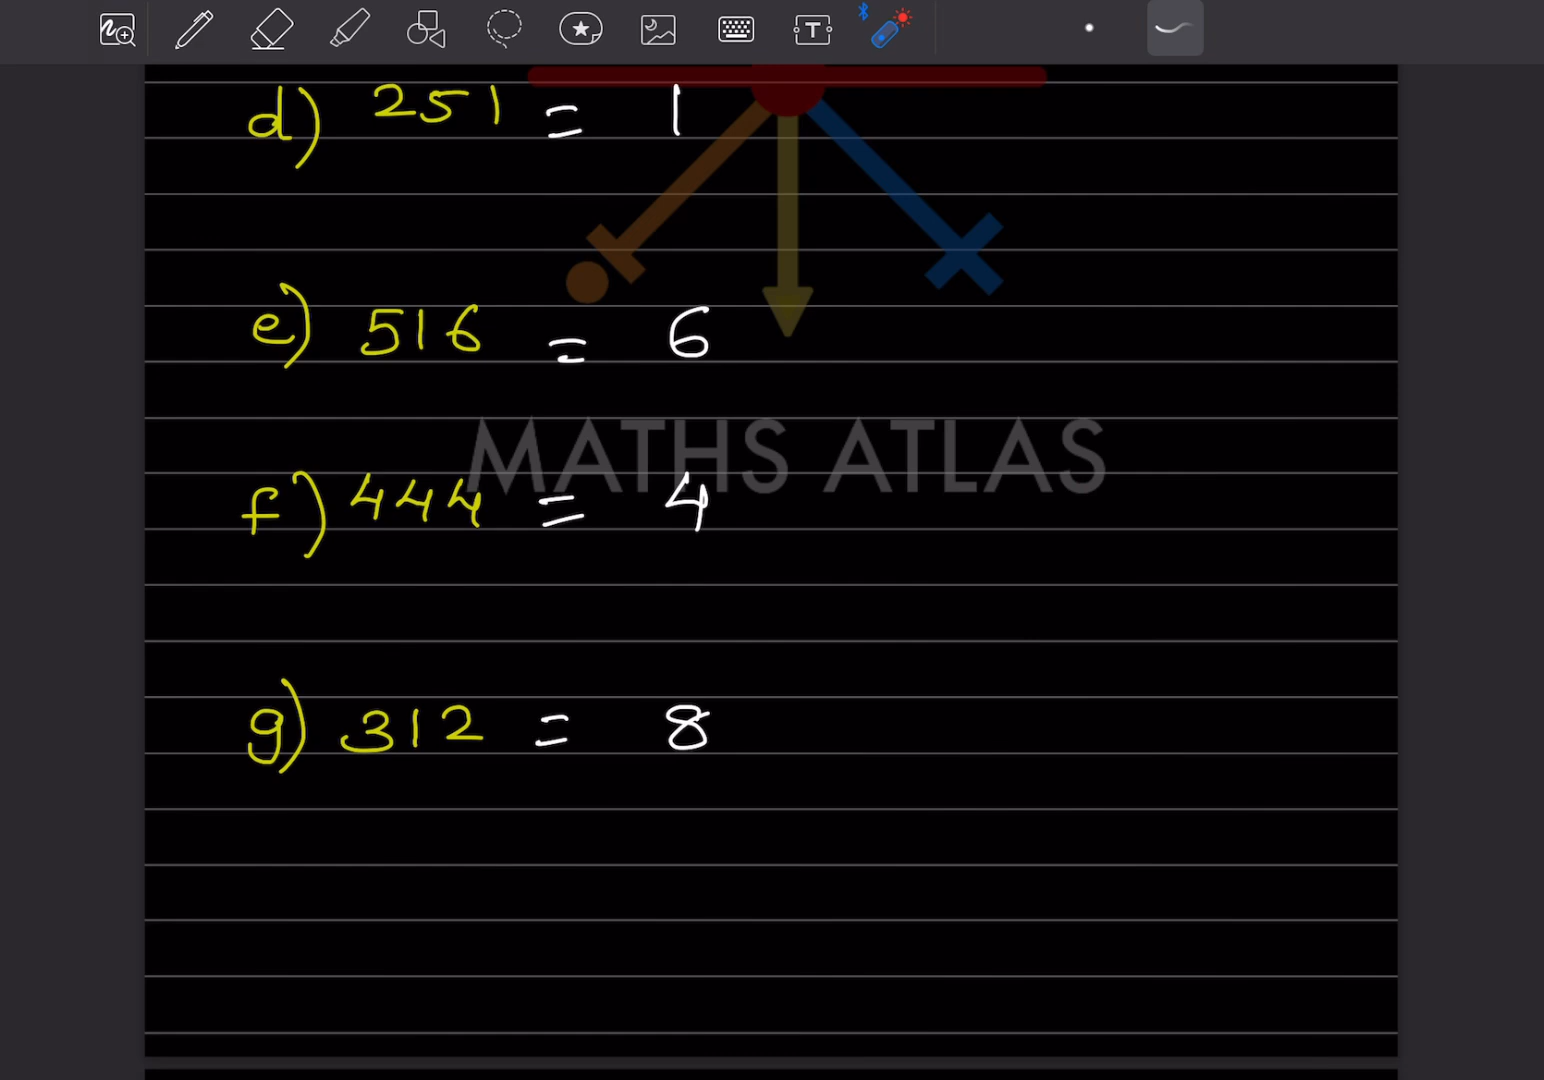 d) 251 = 1
e) 516 = 6
MATHS ATLAS
f) 444 = 4
g) 312 = 8